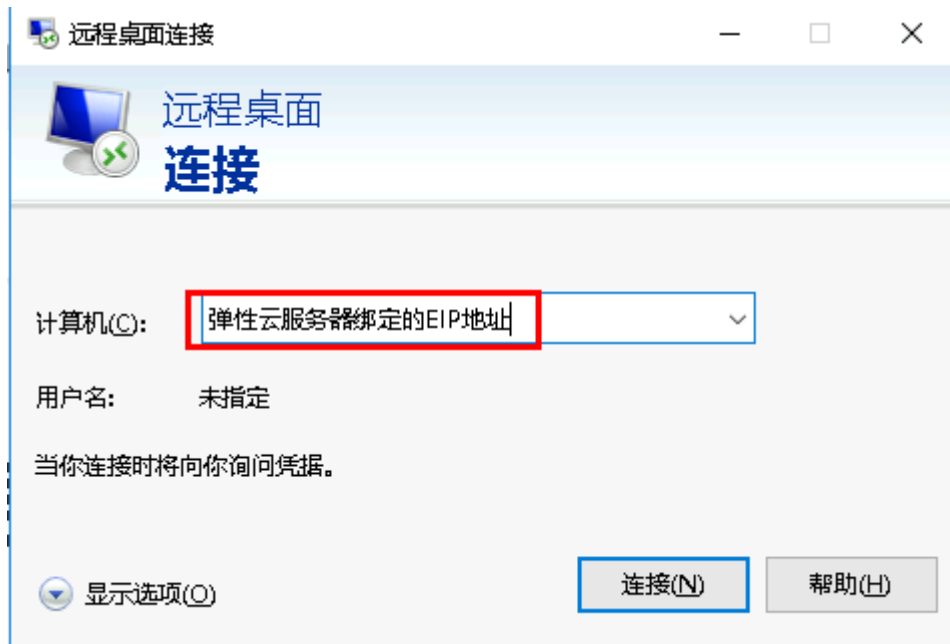 远程桌面连接
远程桌面
连接
计算机(C): 弹性云服务器绑定的EIP地址
用户名: 未指定
当你连接时将向你询问凭据。
显示选项(O) 连接(N) 帮助(H)